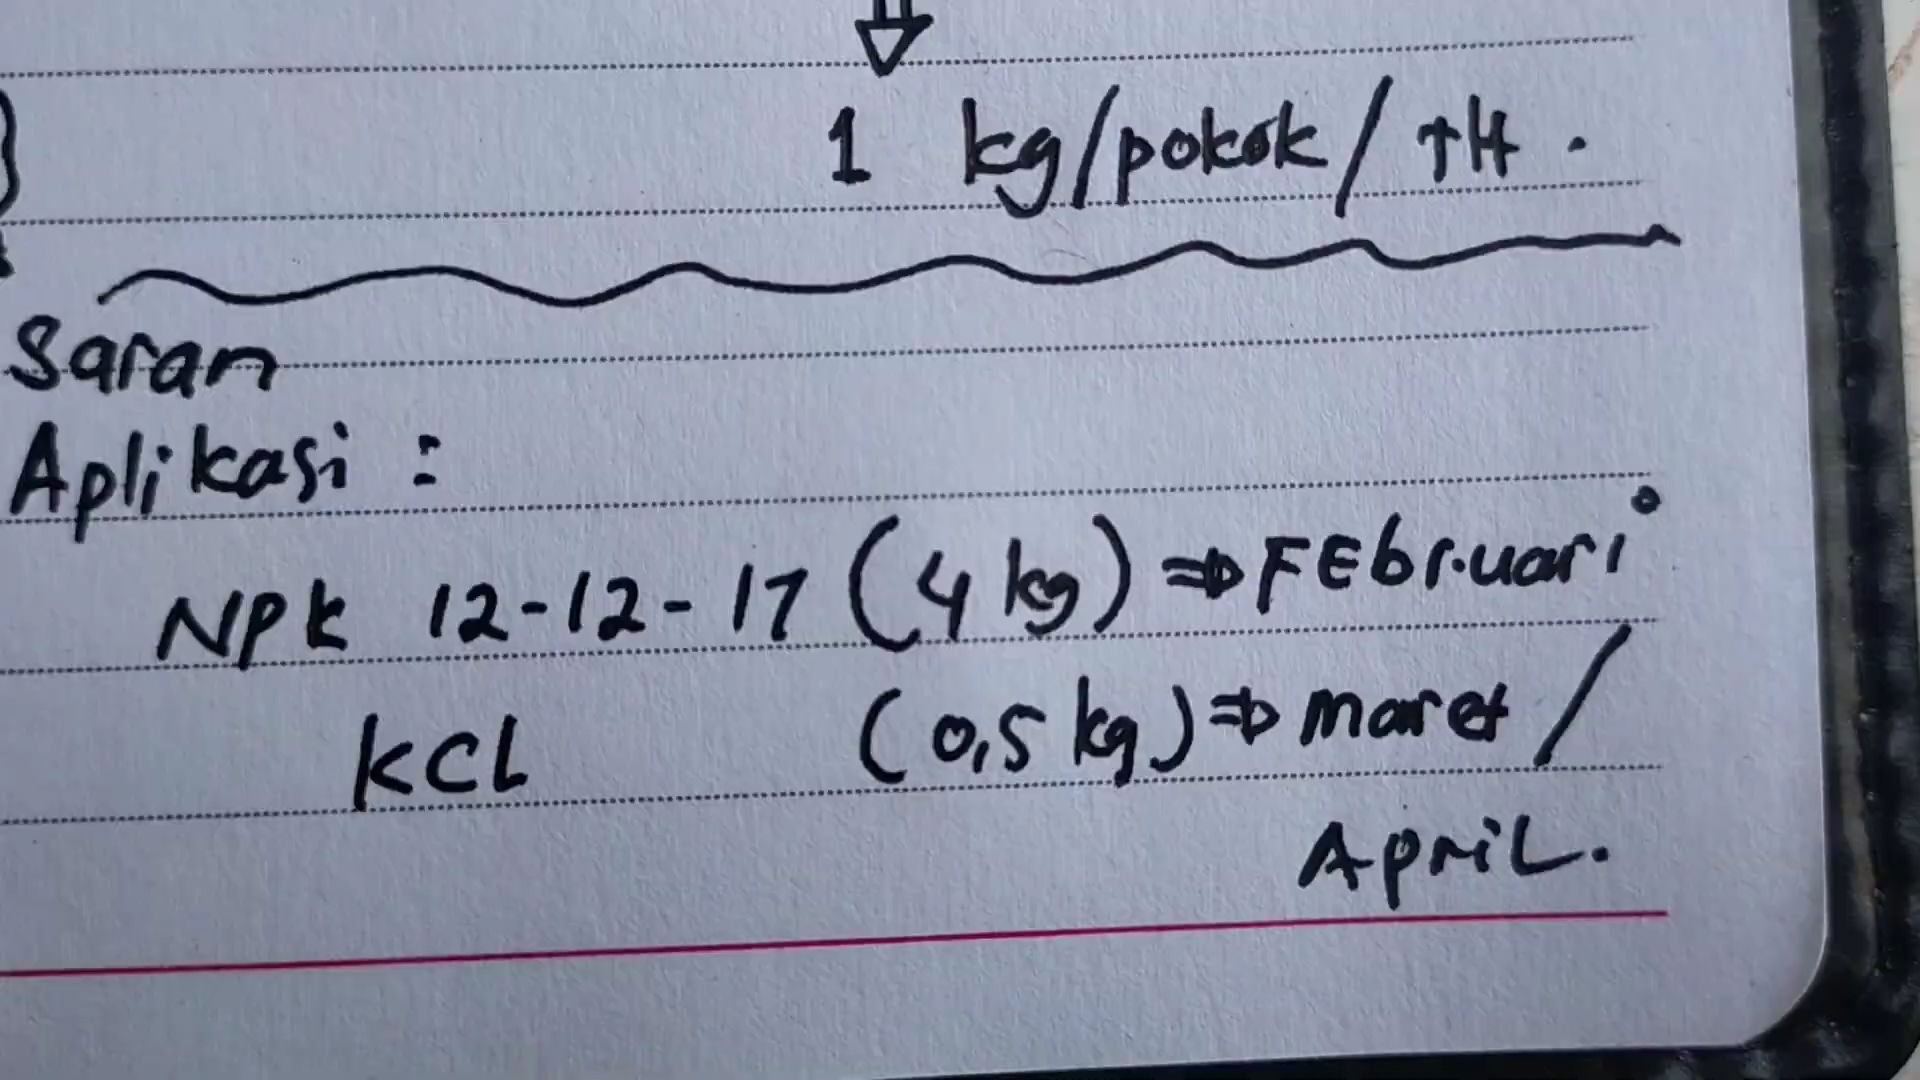 1 kg/pokok/TH.
Saran
Aplikasi :
NPK 12-12-17 (4 kg) ⇒ FEbruari
KCL (0,5 kg) ⇒ maret /
ApriL.